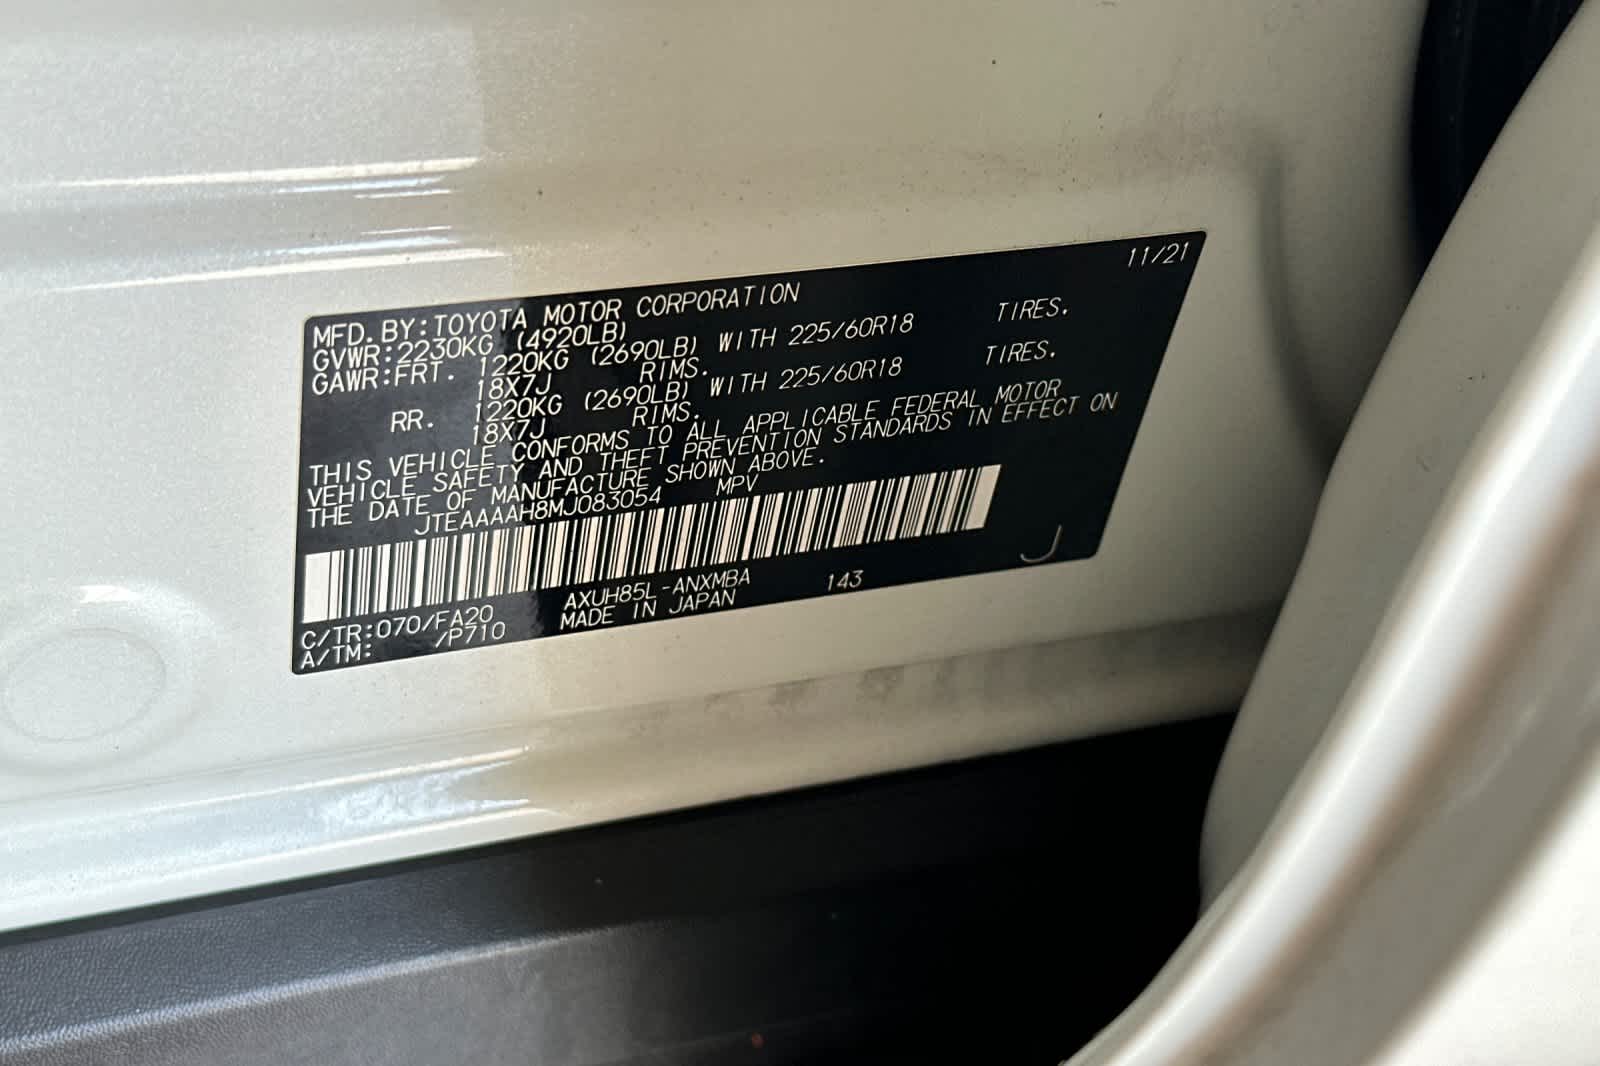 11/21
MFD.BY:TOYOTA MOTOR CORPORATION
GVWR:2230KG (4920LB)
GAWR:FRT. 1220KG (2690LB) WITH 225/60R18 TIRES.
18X7J RIMS.
RR. 1220KG (2690LB) WITH 225/60R18 TIRES.
18X7J RIMS.
THIS VEHICLE CONFORMS TO ALL APPLICABLE FEDERAL MOTOR
VEHICLE SAFETY AND THEFT PREVENTION STANDARDS IN EFFECT ON
THE DATE OF MANUFACTURE SHOWN ABOVE.
JTEAAAAH8MJ083054 MPV
C/TR:070/FA20 AXUH85L-ANXMBA 143 J
A/TM: /P710 MADE IN JAPAN